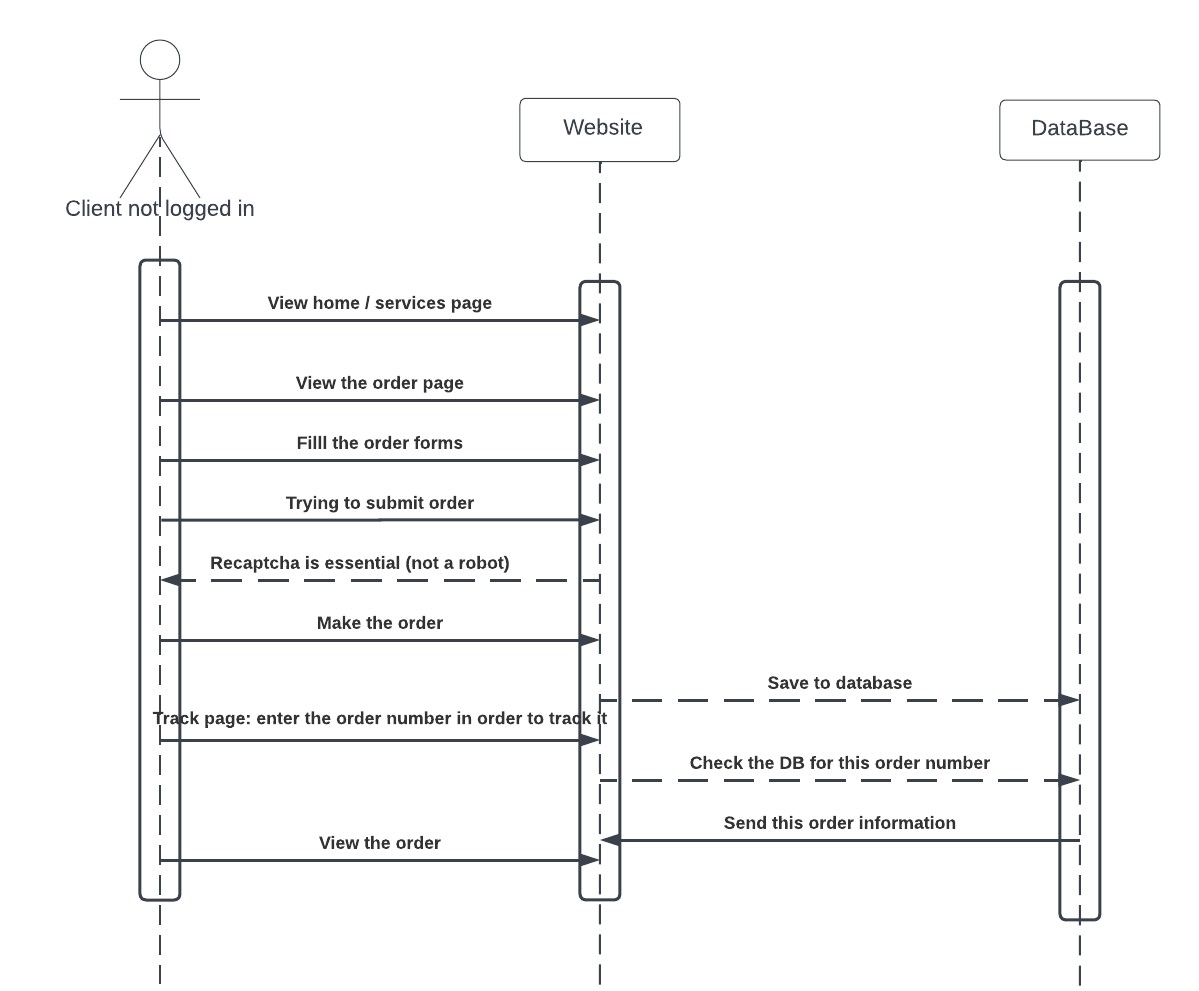 Client not logged in
Website
DataBase
View home / services page
View the order page
Filll the order forms
Trying to submit order
Recaptcha is essential (not a robot)
Make the order
Save to database
Track page: enter the order number in order to track it
Check the DB for this order number
Send this order information
View the order